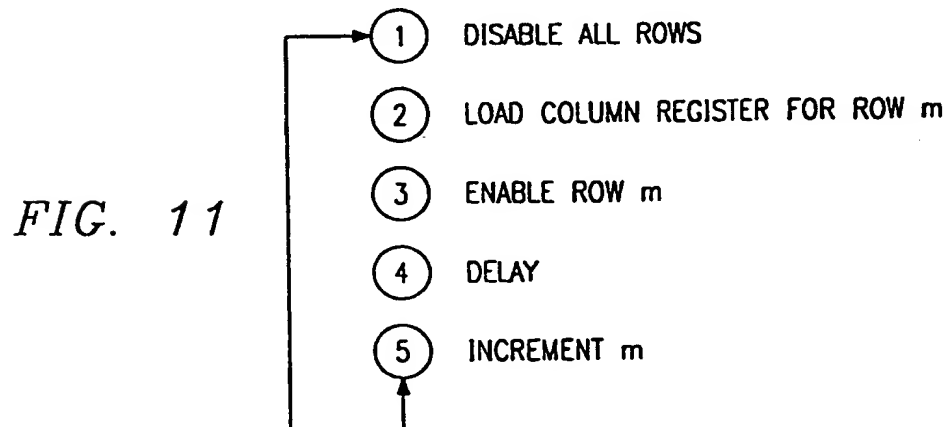 1 DISABLE ALL ROWS
2 LOAD COLUMN REGISTER FOR ROW m
3 ENABLE ROW m
FIG. 11
4 DELAY
5 INCREMENT m